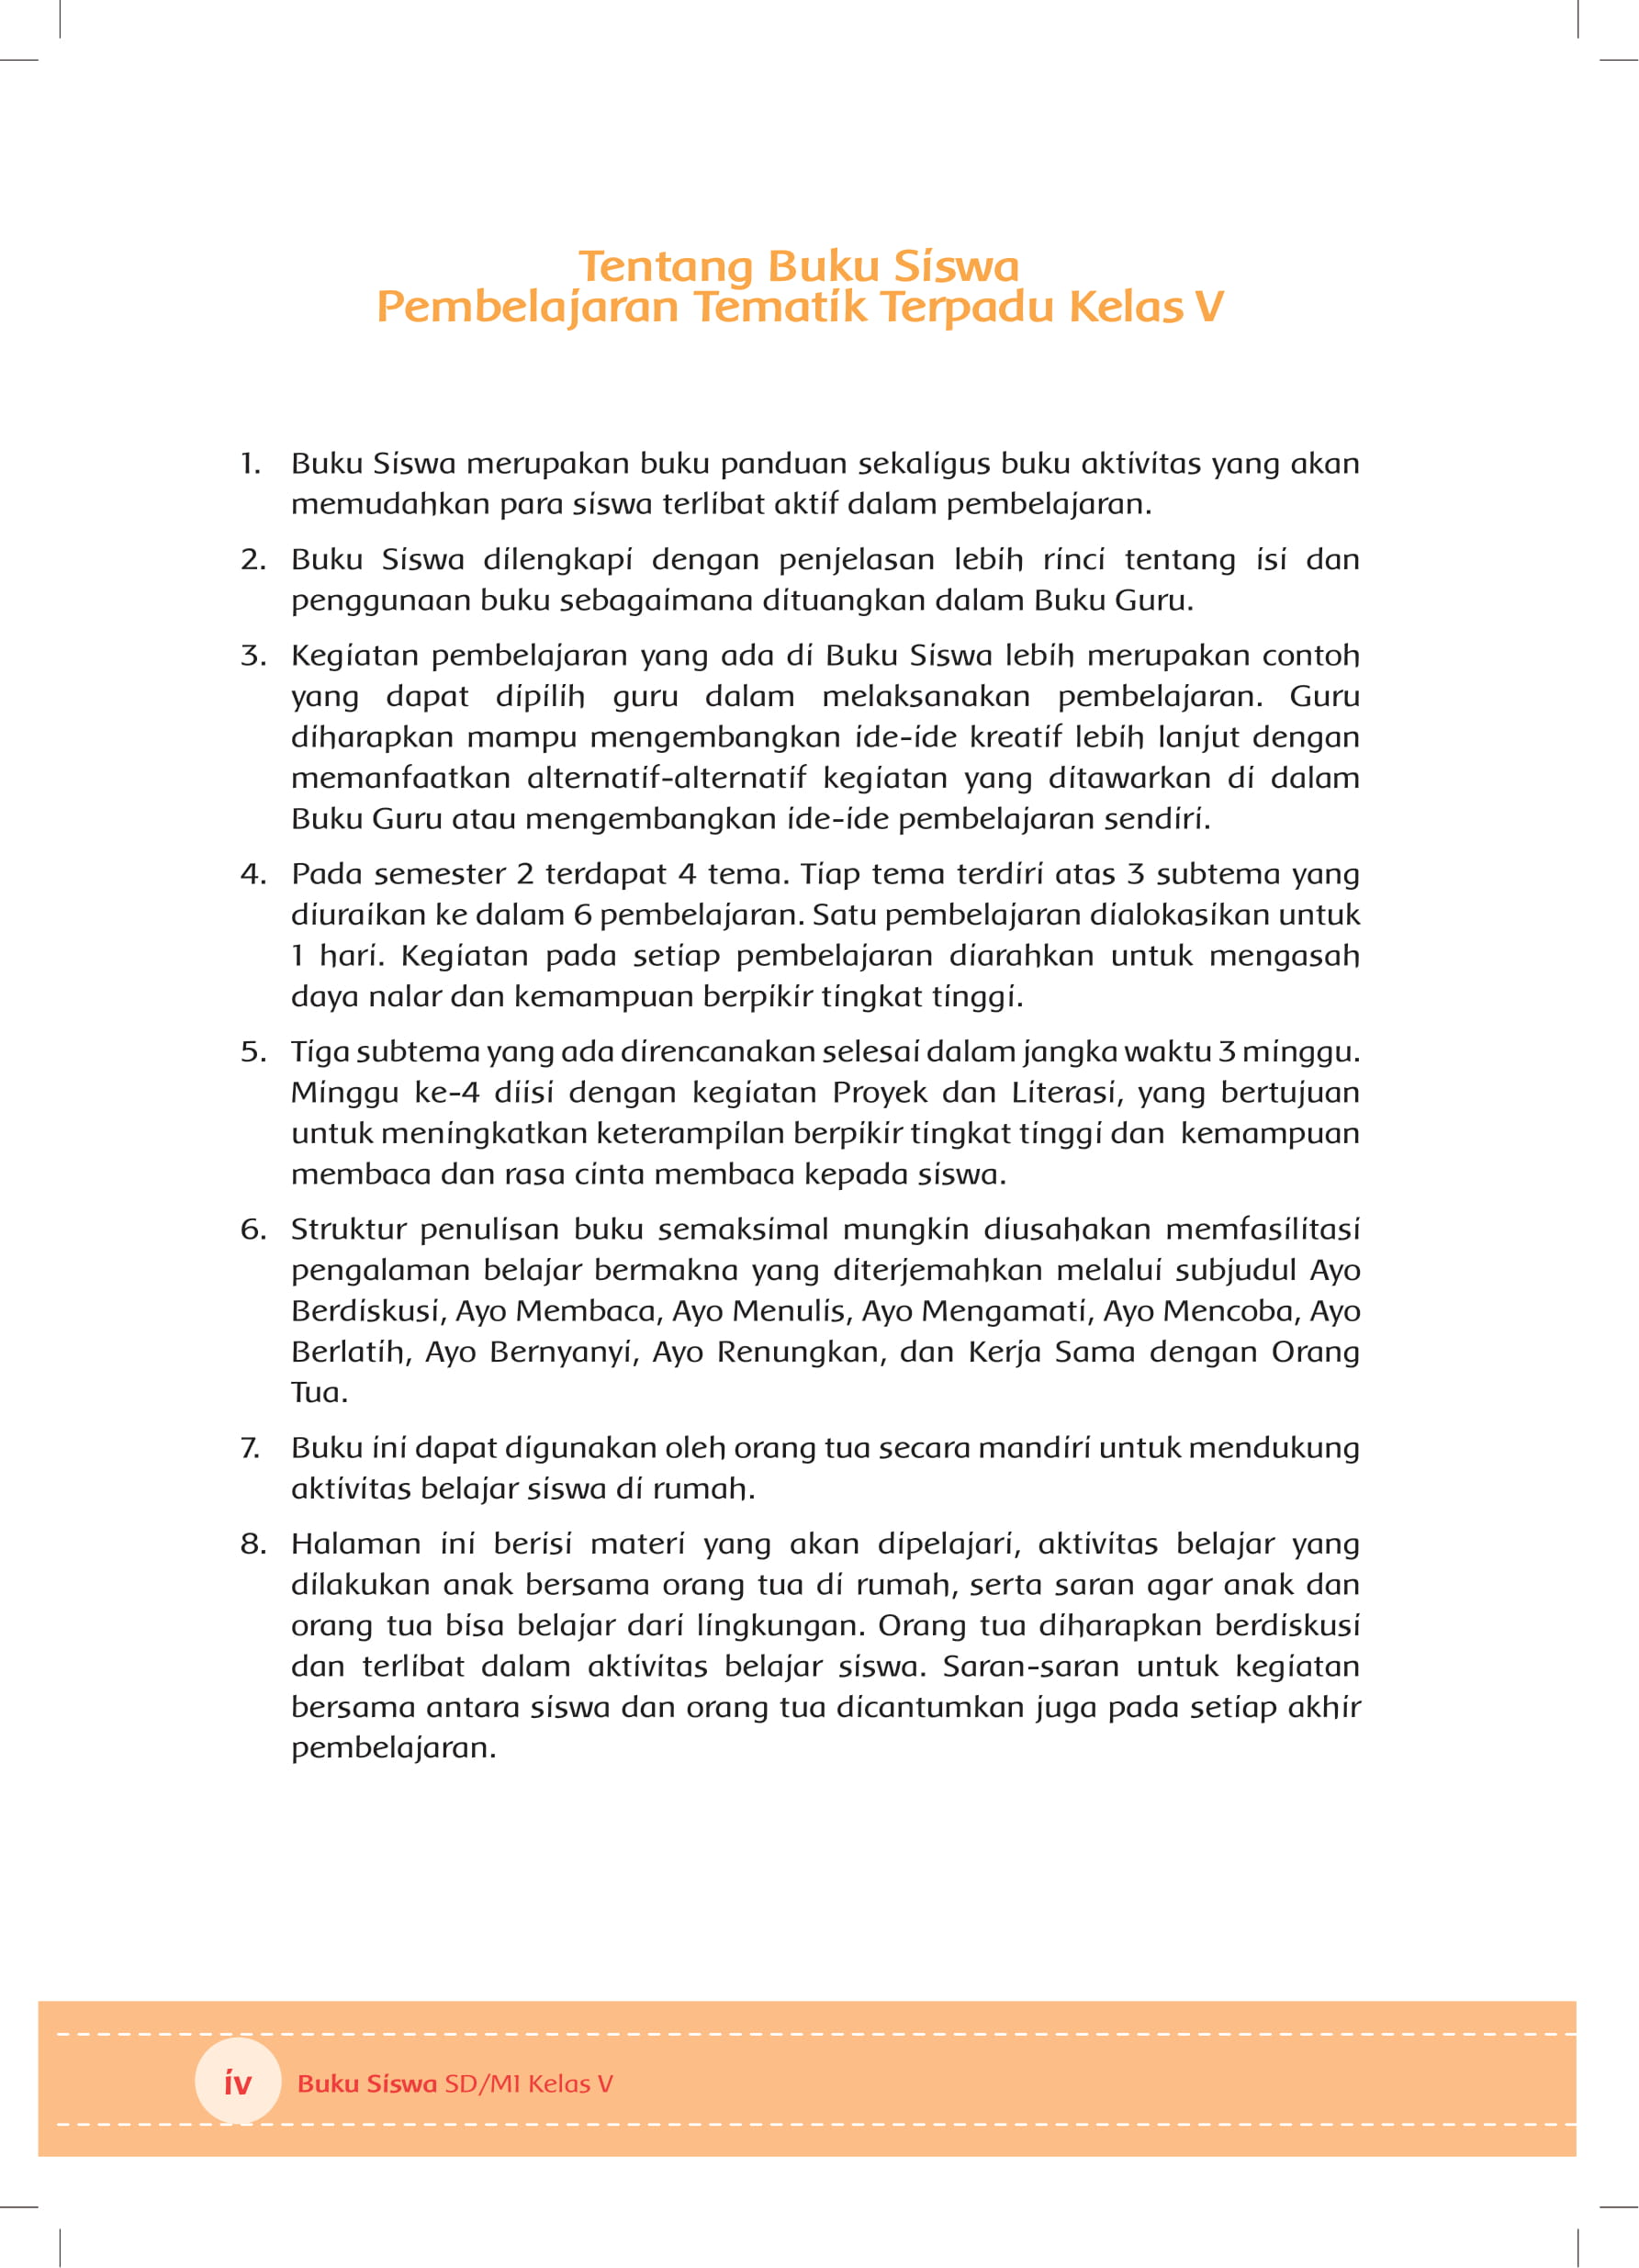 Tentang Buku Siswa
Pembelajaran Tematik Terpadu Kelas V
1. Buku Siswa merupakan buku panduan sekaligus buku aktivitas yang akan
memudahkan para siswa terlibat aktif dalam pembelajaran.
2. Buku Siswa dilengkapi dengan penjelasan lebih rinci tentang isi dan
penggunaan buku sebagaimana dituangkan dalam Buku Guru.
3. Kegiatan pembelajaran yang ada di Buku Siswa lebih merupakan contoh
yang dapat dipilih guru dalam melaksanakan pembelajaran. Guru
diharapkan mampu mengembangkan ide-ide kreatif lebih lanjut dengan
memanfaatkan alternatif-alternatif kegiatan yang ditawarkan di dalam
Buku Guru atau mengembangkan ide-ide pembelajaran sendiri.
4. Pada semester 2 terdapat 4 tema. Tiap tema terdiri atas 3 subtema yang
diuraikan ke dalam 6 pembelajaran. Satu pembelajaran dialokasikan untuk
1 hari. Kegiatan pada setiap pembelajaran diarahkan untuk mengasah
daya nalar dan kemampuan berpikir tingkat tinggi.
5. Tiga subtema yang ada direncanakan selesai dalam jangka waktu 3 minggu.
Minggu ke-4 diisi dengan kegiatan Proyek dan Literasi, yang bertujuan
untuk meningkatkan keterampilan berpikir tingkat tinggi dan kemampuan
membaca dan rasa cinta membaca kepada siswa.
6. Struktur penulisan buku semaksimal mungkin diusahakan memfasilitasi
pengalaman belajar bermakna yang diterjemahkan melalui subjudul Ayo
Berdiskusi, Ayo Membaca, Ayo Menulis, Ayo Mengamati, Ayo Mencoba, Ayo
Berlatih, Ayo Bernyanyi, Ayo Renungkan, dan Kerja Sama dengan Orang
Tua.
7. Buku ini dapat digunakan oleh orang tua secara mandiri untuk mendukung
aktivitas belajar siswa di rumah.
8. Halaman ini berisi materi yang akan dipelajari, aktivitas belajar yang
dilakukan anak bersama orang tua di rumah, serta saran agar anak dan
orang tua bisa belajar dari lingkungan. Orang tua diharapkan berdiskusi
dan terlibat dalam aktivitas belajar siswa. Saran-saran untuk kegiatan
bersama antara siswa dan orang tua dicantumkan juga pada setiap akhir
pembelajaran.
iv Buku Siswa SD/MI Kelas V